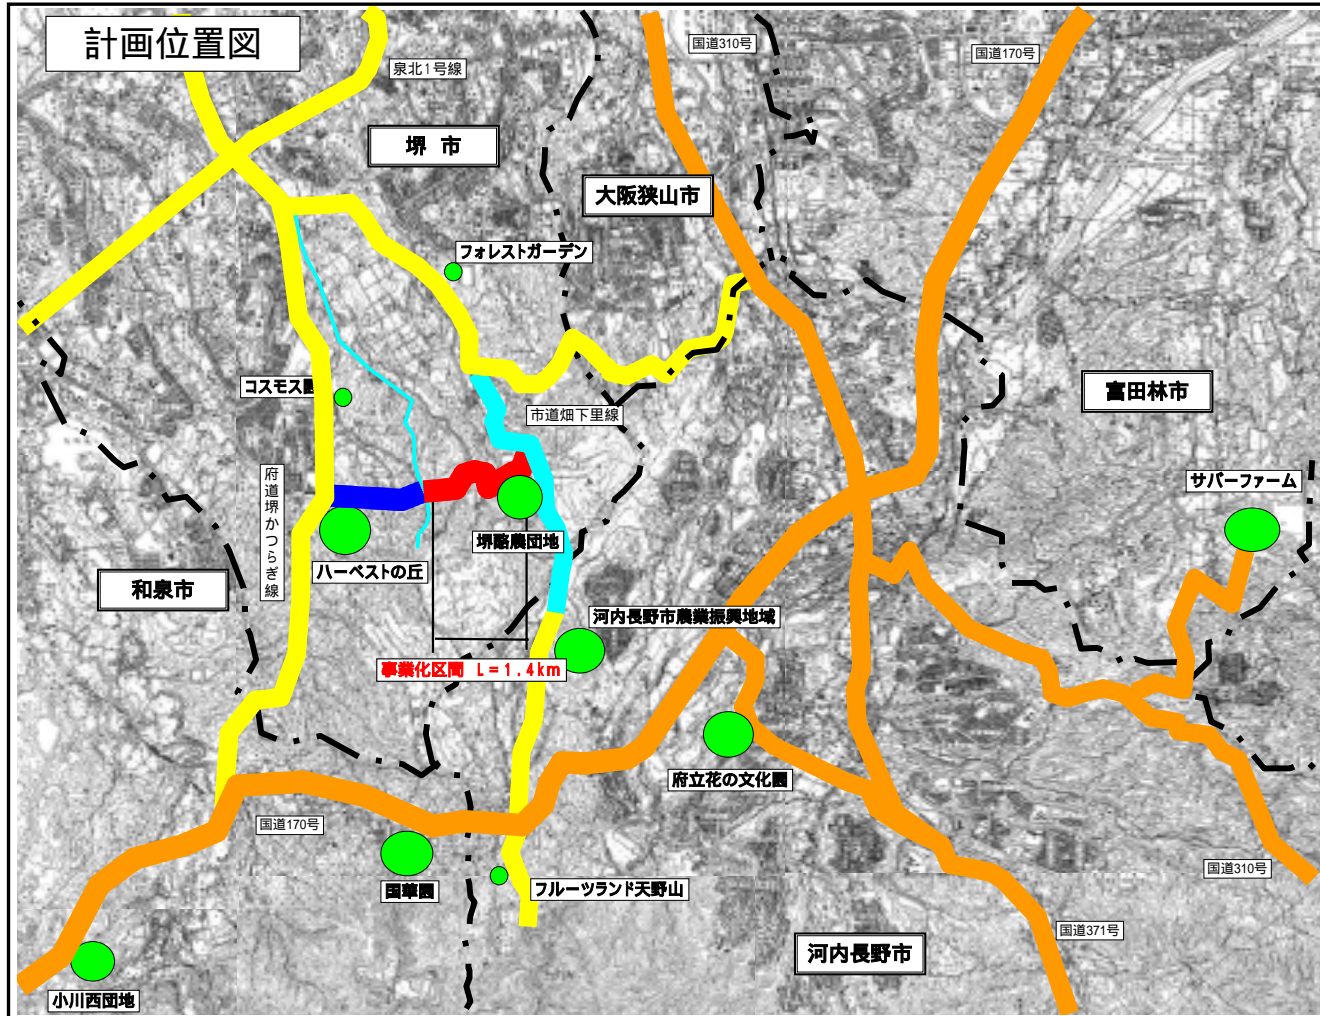 計画位置図
国道310号
国道170号
泉北1号線
堺 市
大阪狭山市
フォレストガーデン
コスモス園
富田林市
市道畑下里線
府道堺かつらぎ線
サバーファーム
堺酪農団地
ハーベストの丘
和泉市
河内長野市農業振興地域
事業化区間 L=1.4km
府立花の文化園
国道170号
国華園
フルーツランド天野山
国道310号
国道371号
河内長野市
小川西団地